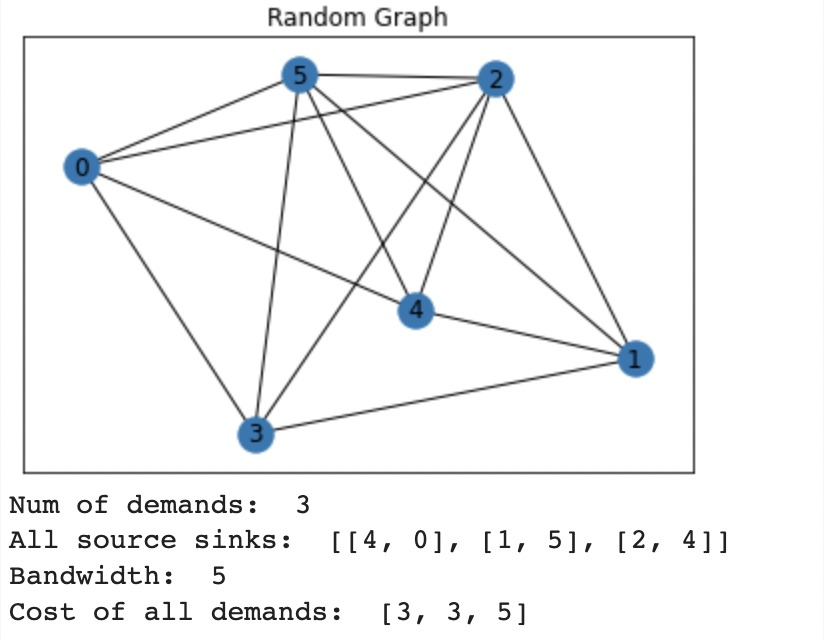 Random Graph
5
2
0
4
1
3
Num of demands:  3
All source sinks:  [[4, 0], [1, 5], [2, 4]]
Bandwidth:  5
Cost of all demands:  [3, 3, 5]